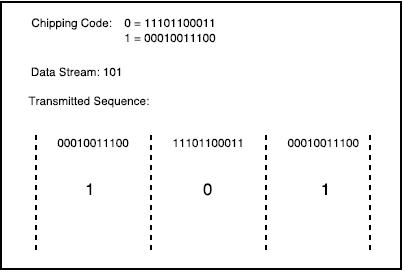 Chipping Code: 0 = 11101100011
1 = 00010011100
Data Stream: 101
Transmitted Sequence:
00010011100 11101100011 00010011100
1 0 1